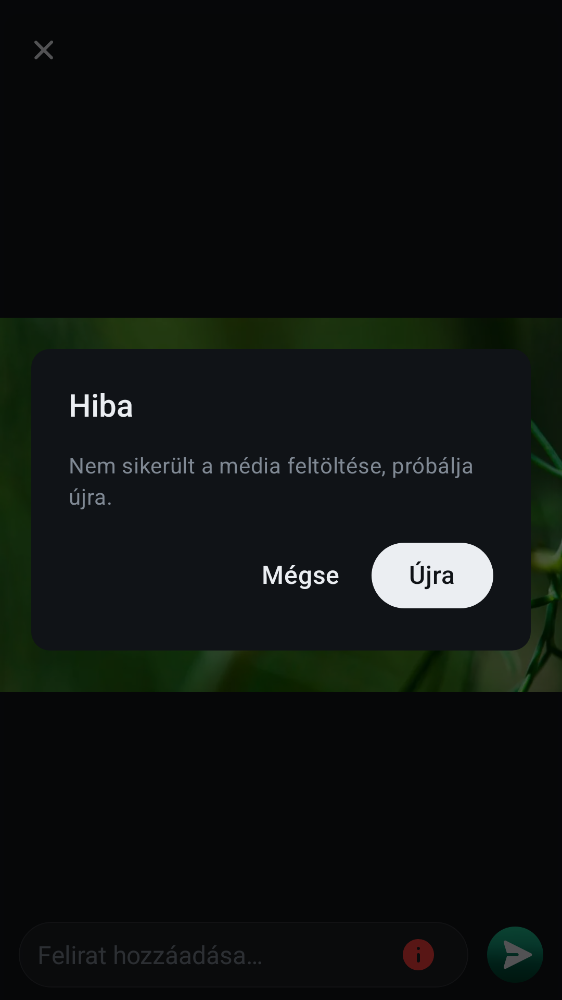 Hiba
Nem sikerült a média feltöltése, próbálja
újra.
Mégse
Újra
Felirat hozzáadása…